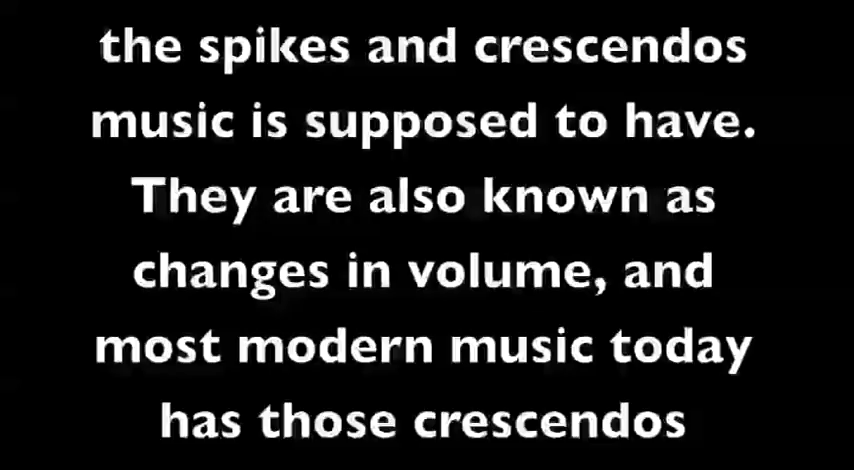 the spikes and crescendos
music is supposed to have.
They are also known as
changes in volume, and
most modern music today
has those crescendos